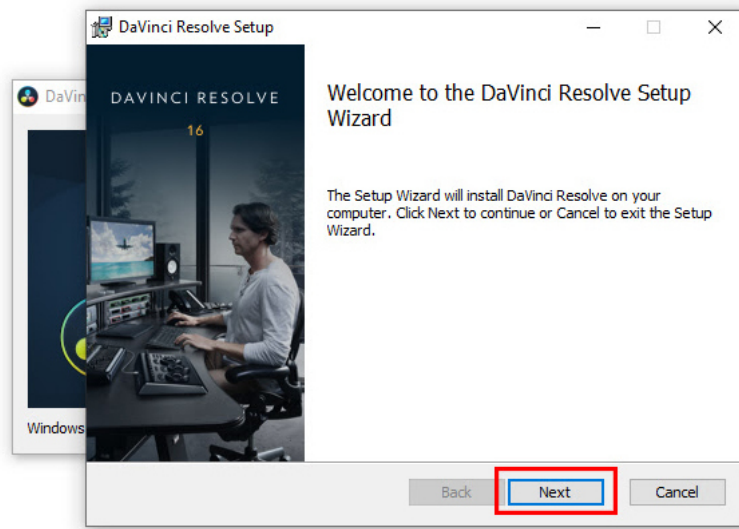 DaVinci Resolve Setup
DaVin
DAVINCI RESOLVE
16
Welcome to the DaVinci Resolve Setup
Wizard
The Setup Wizard will install DaVinci Resolve on your
computer. Click Next to continue or Cancel to exit the Setup
Wizard.
Windows
Back
Next
Cancel